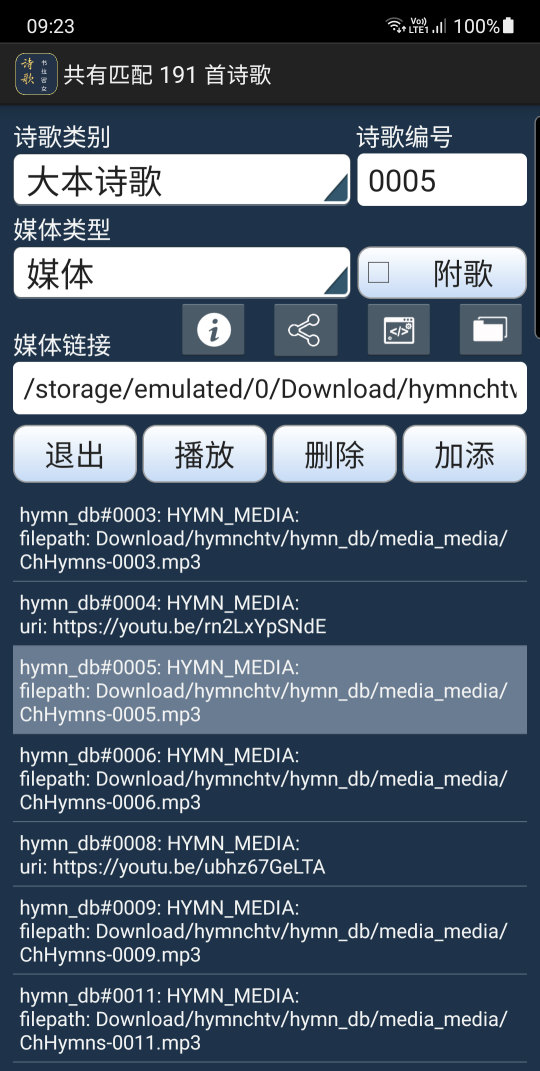 09:23
Vo))
LTE1
100%
诗歌
书拉密女
共有匹配 191 首诗歌
诗歌类别
诗歌编号
大本诗歌
0005
媒体类型
媒体
附歌
媒体链接
/storage/emulated/0/Download/hymnchtv
退出
播放
删除
加添
hymn_db#0003: HYMN_MEDIA:
filepath: Download/hymnchtv/hymn_db/media_media/
ChHymns-0003.mp3
hymn_db#0004: HYMN_MEDIA:
uri: https://youtu.be/rn2LxYpSNdE
hymn_db#0005: HYMN_MEDIA:
filepath: Download/hymnchtv/hymn_db/media_media/
ChHymns-0005.mp3
hymn_db#0006: HYMN_MEDIA:
filepath: Download/hymnchtv/hymn_db/media_media/
ChHymns-0006.mp3
hymn_db#0008: HYMN_MEDIA:
uri: https://youtu.be/ubhz67GeLTA
hymn_db#0009: HYMN_MEDIA:
filepath: Download/hymnchtv/hymn_db/media_media/
ChHymns-0009.mp3
hymn_db#0011: HYMN_MEDIA:
filepath: Download/hymnchtv/hymn_db/media_media/
ChHymns-0011.mp3